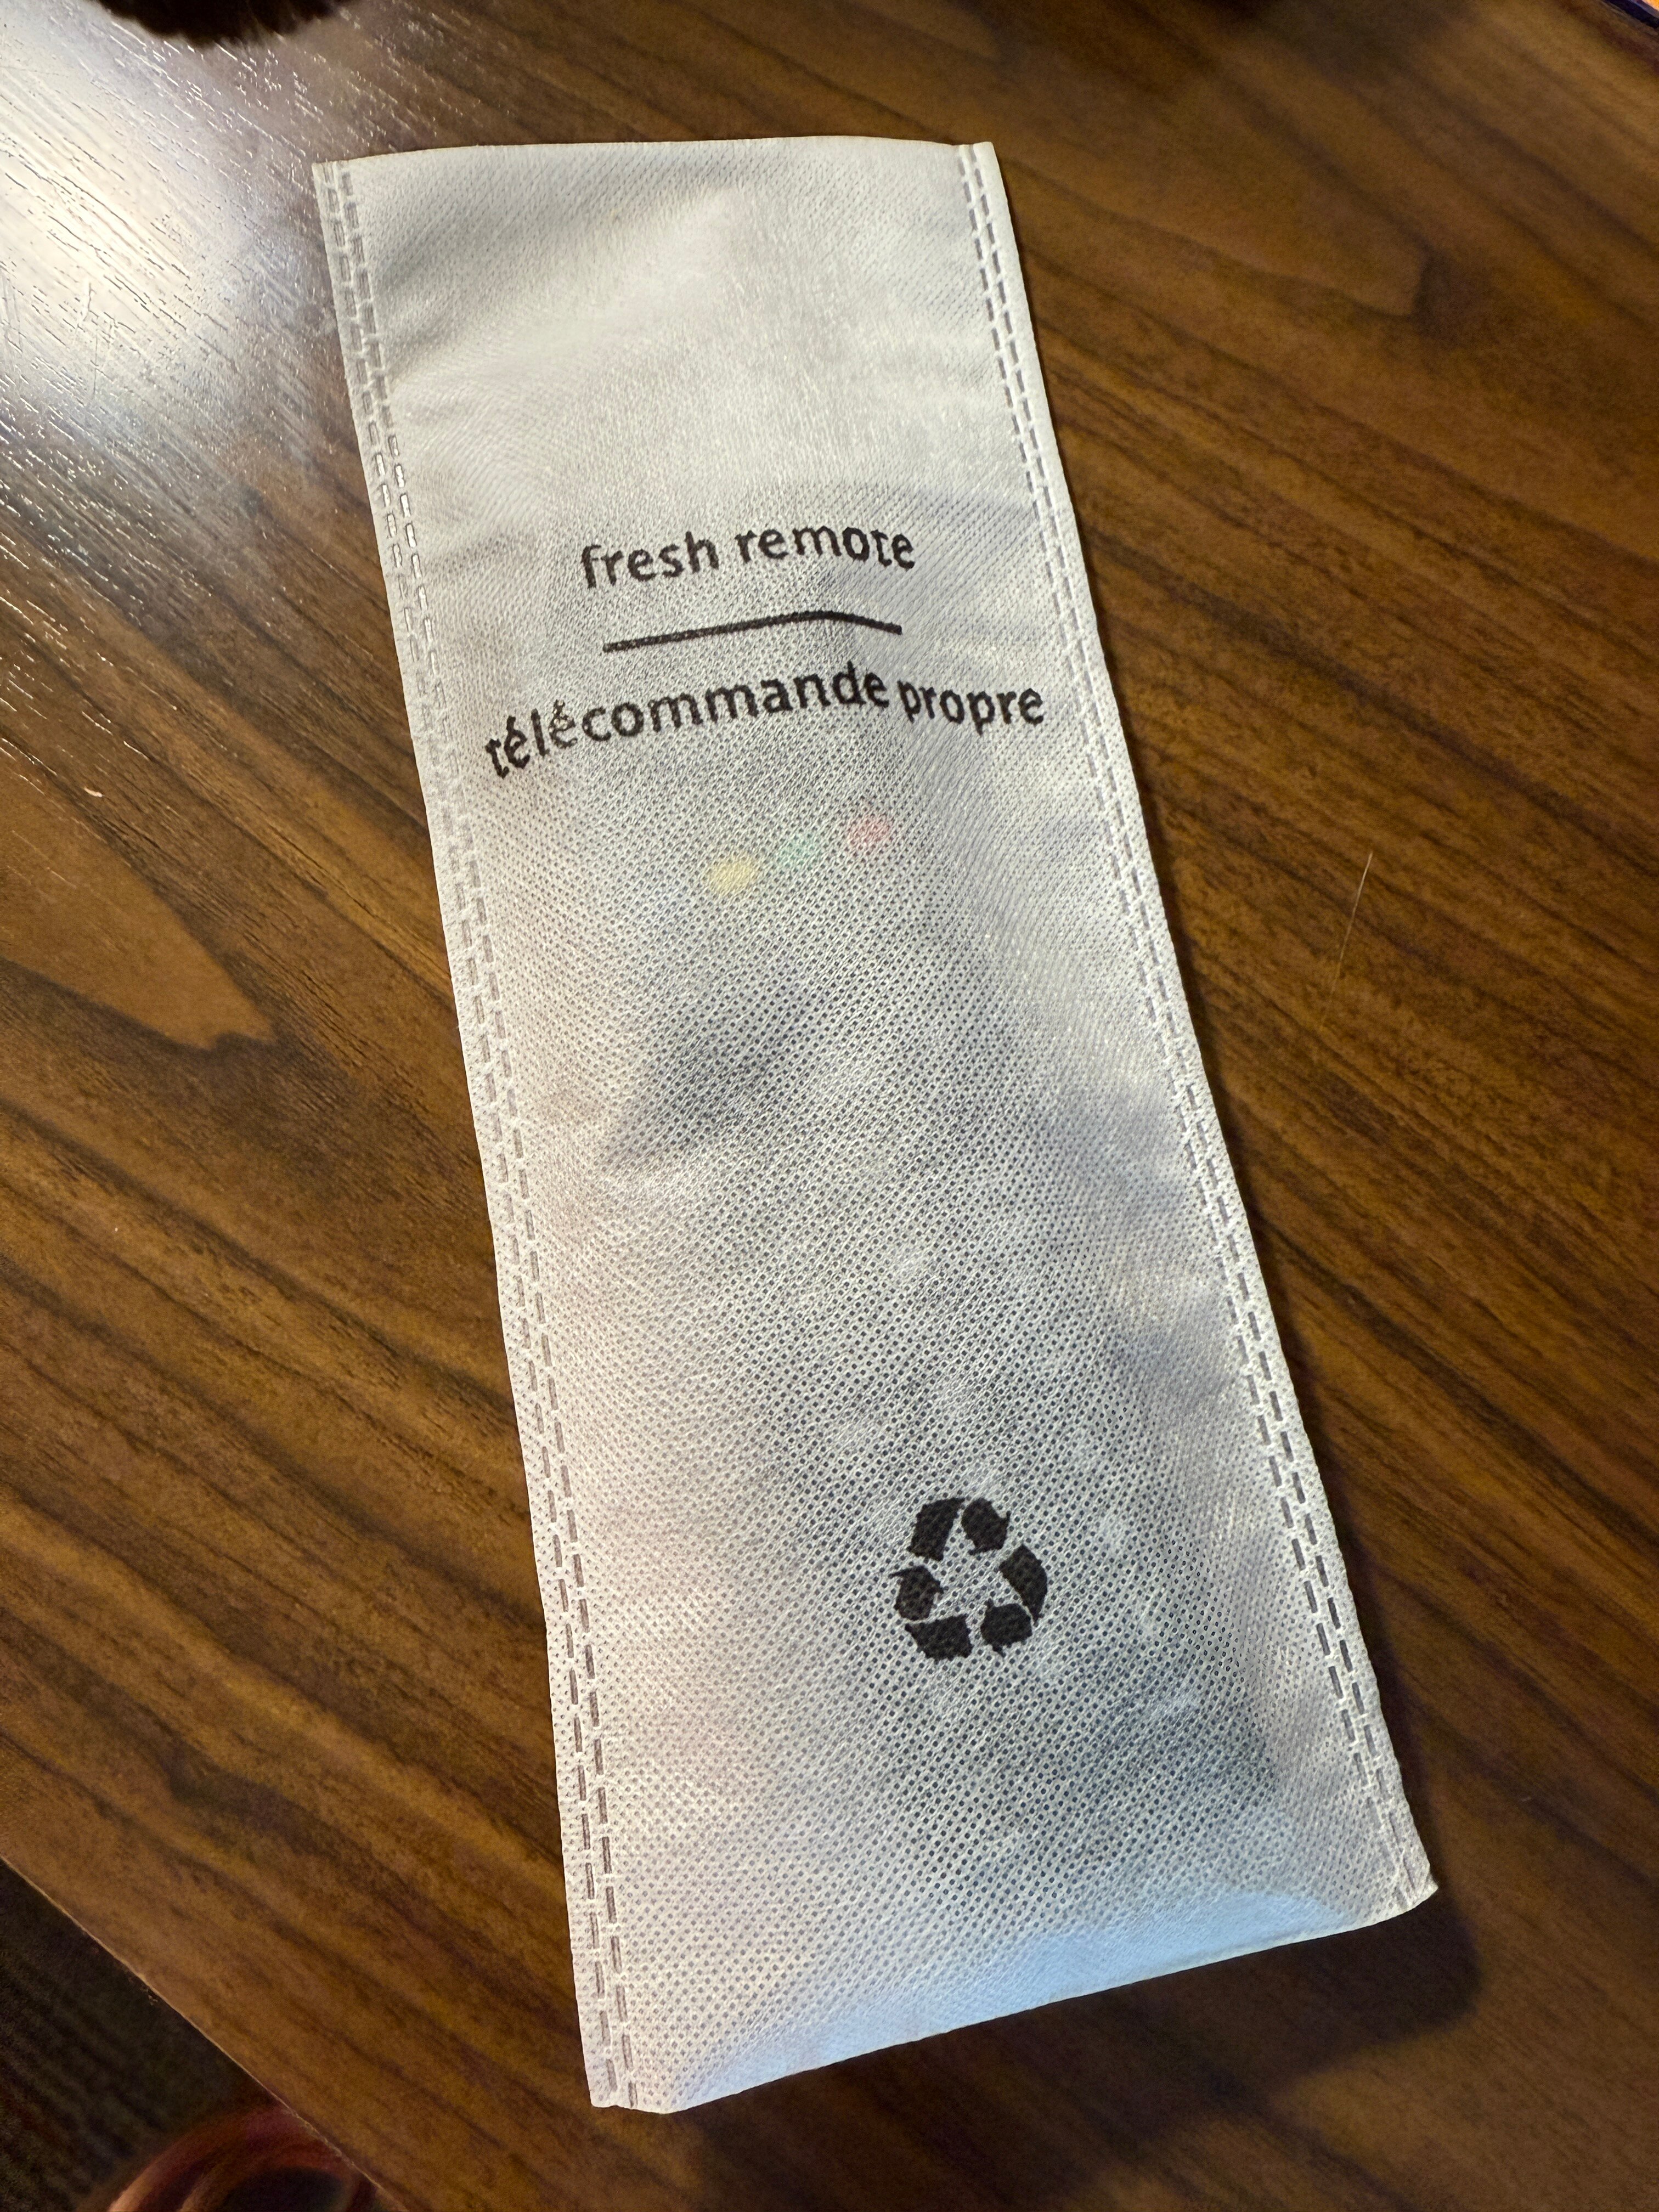 fresh remote
télécommande propre